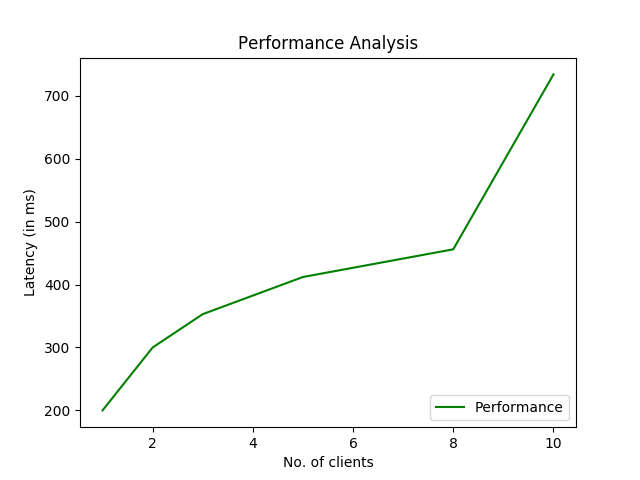 Performance Analysis
700
600
500
400
300
200
Latency (in ms)
Performance
2 4 6 8 10
No. of clients